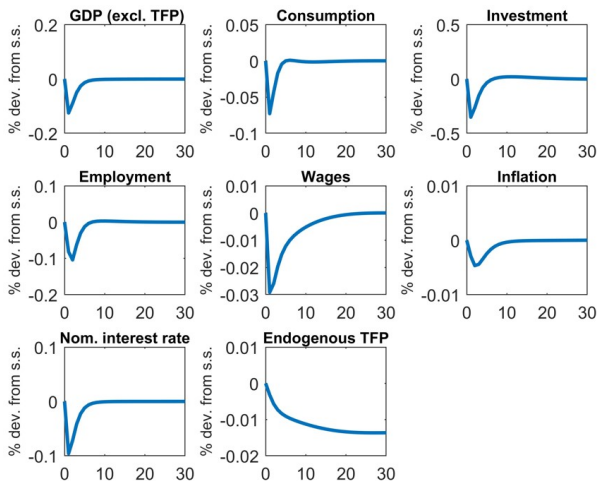 GDP (excl. TFP)
% dev. from s.s.
0.2
0
-0.2
0 10 20 30
Consumption
% dev. from s.s.
0.05
0
-0.05
-0.1
0 10 20 30
Investment
% dev. from s.s.
0.5
0
-0.5
0 10 20 30
Employment
% dev. from s.s.
0.1
0
-0.1
-0.2
0 10 20 30
Wages
% dev. from s.s.
0.01
0
-0.01
-0.02
-0.03
0 10 20 30
Inflation
% dev. from s.s.
0.01
0
-0.01
0 10 20 30
Nom. interest rate
% dev. from s.s.
0.1
0
-0.1
0 10 20 30
Endogenous TFP
% dev. from s.s.
0.01
0
-0.01
-0.02
0 10 20 30